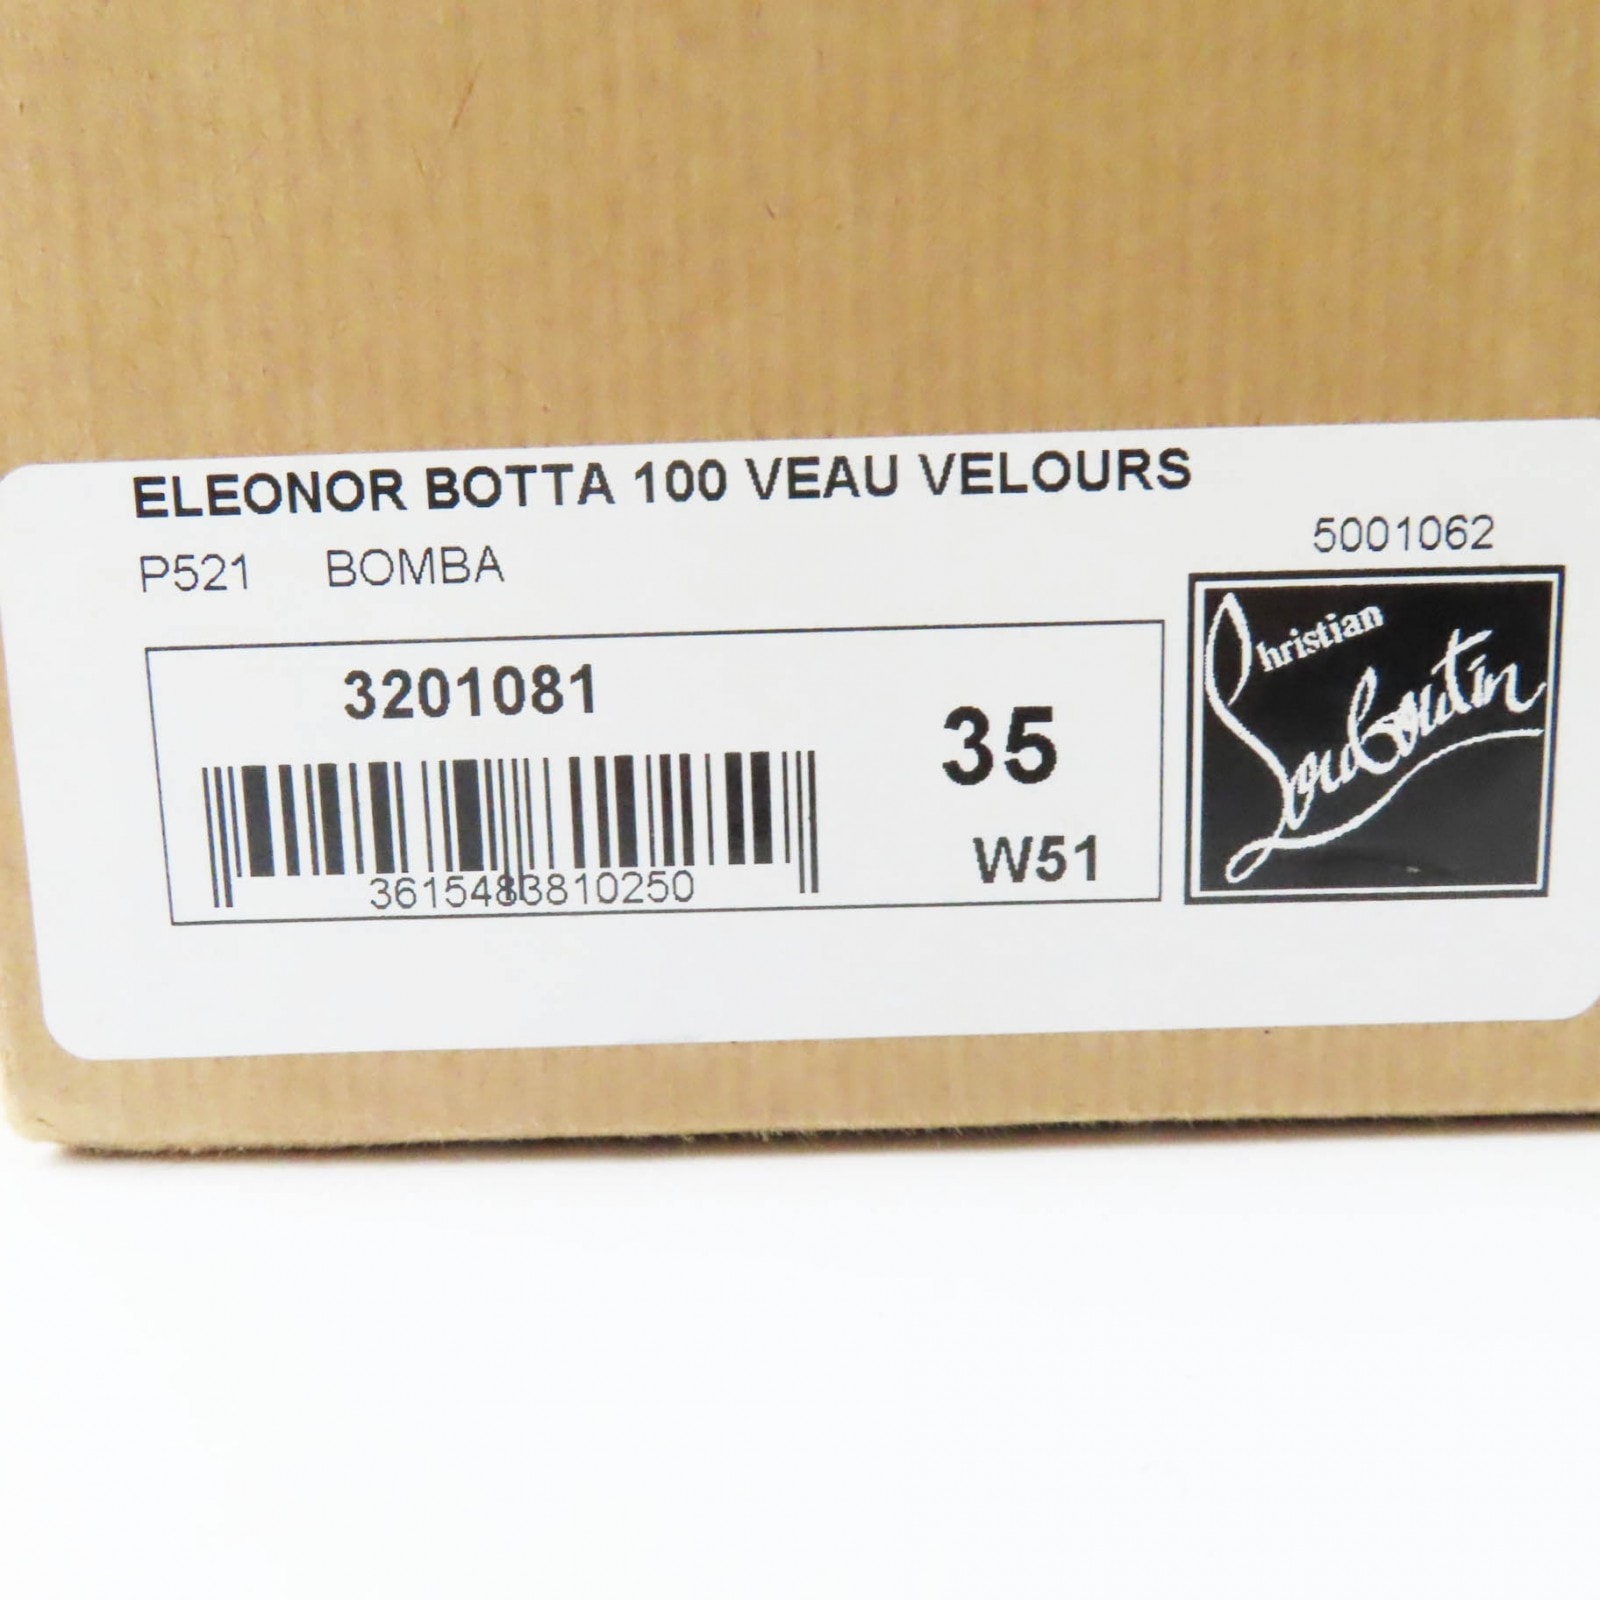 ELEONOR BOTTA 100 VEAU VELOURS
P521 BOMBA
5001062
3201081
35
W51
3615483810250
Christian
Louboutin